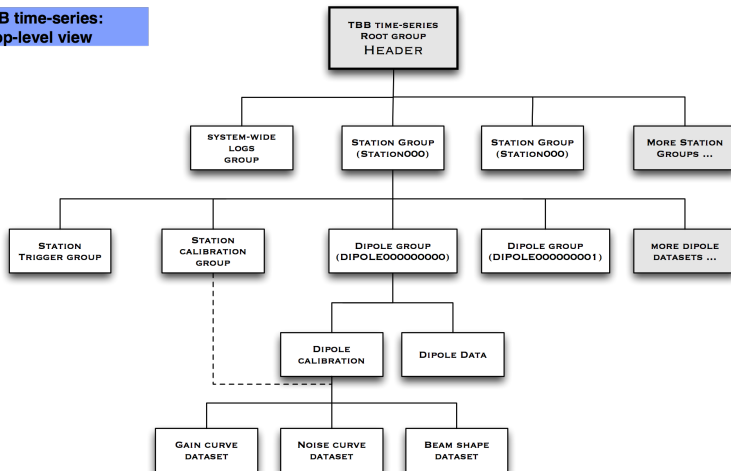 B time-series:
op-level view
TBB TIME-SERIES
ROOT GROUP
HEADER
SYSTEM-WIDE
LOGS
GROUP
STATION GROUP
(STATION000)
STATION GROUP
(STATION000)
MORE STATION
GROUPS ...
STATION
TRIGGER GROUP
STATION
CALIBRATION
GROUP
DIPOLE GROUP
(DIPOLE000000000)
DIPOLE GROUP
(DIPOLE000000001)
MORE DIPOLE
DATASETS ...
DIPOLE
CALIBRATION
DIPOLE DATA
GAIN CURVE
DATASET
NOISE CURVE
DATASET
BEAM SHAPE
DATASET